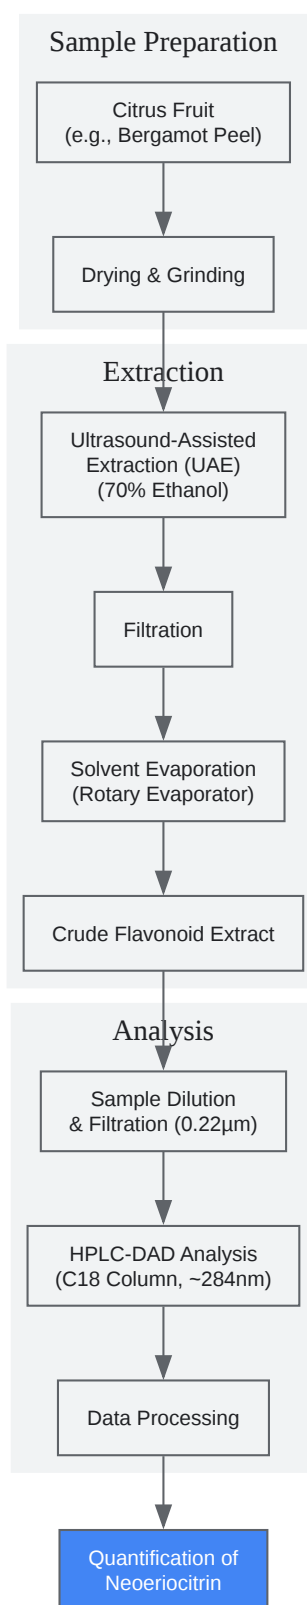 Sample Preparation
Citrus Fruit
(e.g., Bergamot Peel)
Drying & Grinding
Extraction
Ultrasound-Assisted
Extraction (UAE)
(70% Ethanol)
Filtration
Solvent Evaporation
(Rotary Evaporator)
Crude Flavonoid Extract
Analysis
Sample Dilution
& Filtration (0.22µm)
HPLC-DAD Analysis
(C18 Column, ~284nm)
Data Processing
Quantification of
Neoeriocitrin